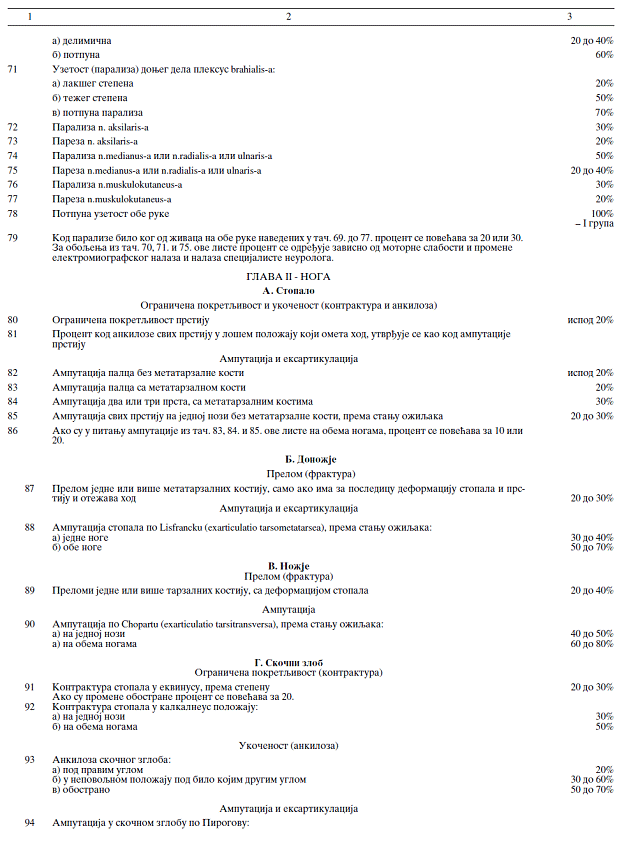 1 2 3
а) делимична 20 до 40%
б) потпуна 60%
71 Узетост (парализа) доњег дела плексус brahialis-a:
а) лакшег степена 20%
б) тежег степена 50%
в) потпуна парализа 70%
72 Парализа n. aksilaris-a 30%
73 Пареза n. aksilaris-a 20%
74 Парализа n.medianus-a или n.radialis-a или ulnaris-a 50%
75 Пареза n.medianus-a или n.radialis-a или ulnaris-a 20 до 40%
76 Парализа n.muskulokutaneus-a 30%
77 Пареза n.muskulokutaneus-a 20%
78 Потпуна узетост обе руке 100%
– I група
79 Код парализе било ког од живаца на обе руке наведених у тач. 69. до 77. процент се повећава за 20 или 30.
За обољења из тач. 70, 71. и 75. ове листе процент се одређује зависно од моторне слабости и промене
електромиографског налаза и налаза специјалисте неуролога.
ГЛАВА II - НОГА
А. Стопало
Ограничена покретљивост и укоченост (контрактура и анкилоза)
80 Ограничена покретљивост прстију испод 20%
81 Процент код анкилозе свих прстију у лошем положају који омета ход, утврђује се као код ампутације
прстију
Ампутација и ексартикулација
82 Ампутација палца без метатарзалне кости испод 20%
83 Ампутација палца са метатарзалном кости 20%
84 Ампутација два или три прста, са метатарзалним костима 30%
85 Ампутација свих прстију на једној нози без метатарзалне кости, према стању ожиљака 20 до 30%
86 Ако су у питању ампутације из тач. 83, 84. и 85. ове листе на обема ногама, процент се повећава за 10 или
20.
Б. Доножје
Прелом (фрактура)
87 Прелом једне или више метатарзалних костију, само ако има за последицу деформацију стопала и прс-
тију и отежава ход 20 до 30%
Ампутација и ексартикулација
88 Ампутација стопала по Lisfrancku (exarticulatio tarsometatarsea), према стању ожиљака:
а) једне ноге 30 до 40%
б) обе ноге 50 до 70%
В. Ножје
Прелом (фрактура)
89 Преломи једне или више тарзалних костију, са деформацијом стопала 20 до 40%
Ампутација
90 Ампутација по Chopartu (exarticulatio tarsitransversa), према стању ожиљака:
а) на једној нози 40 до 50%
а) на обема ногама 60 до 80%
Г. Скочни злоб
Ограничена покретљивост (контрактура)
91 Контрактура стопала у еквинусу, према степену 20 до 30%
Ако су промене обостране процент се повећава за 20.
92 Контрактура стопала у калканеус положају:
а) на једној нози 30%
б) на обема ногама 50%
Укоченост (анкилоза)
93 Анкилоза скочног зглоба:
а) под правим углом 20%
б) у неповољном положају под било којим другим углом 30 до 60%
в) обострано 50 до 70%
Ампутација и ексартикулација
94 Ампутација у скочном зглобу по Пирогову: